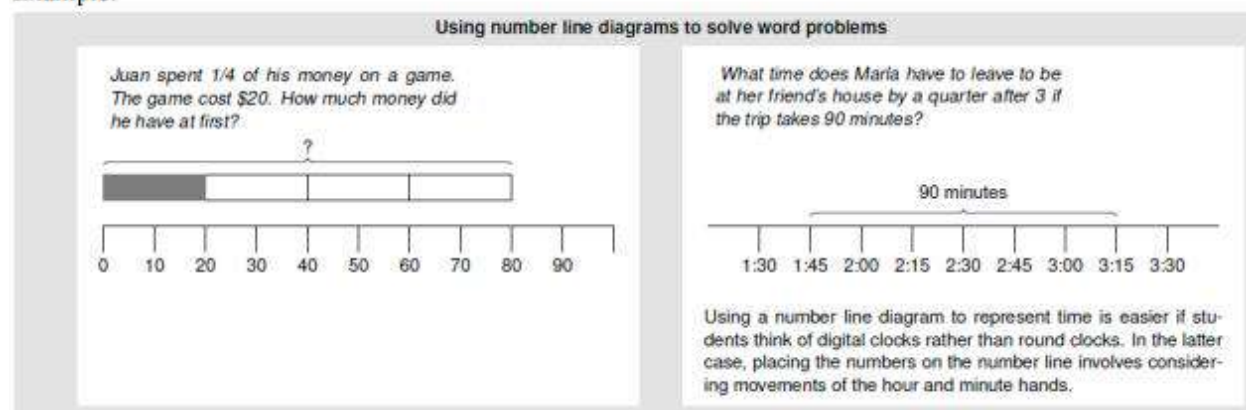 Using number line diagrams to solve word problems
Juan spent 1/4 of his money on a game.
The game cost $20. How much money did
he have at first?
?
0 10 20 30 40 50 60 70 80 90
What time does Marla have to leave to be
at her friend's house by a quarter after 3 if
the trip takes 90 minutes?
90 minutes
1:30 1:45 2:00 2:15 2:30 2:45 3:00 3:15 3:30
Using a number line diagram to represent time is easier if stu-
dents think of digital clocks rather than round clocks. In the latter
case, placing the numbers on the number line involves consider-
ing movements of the hour and minute hands.